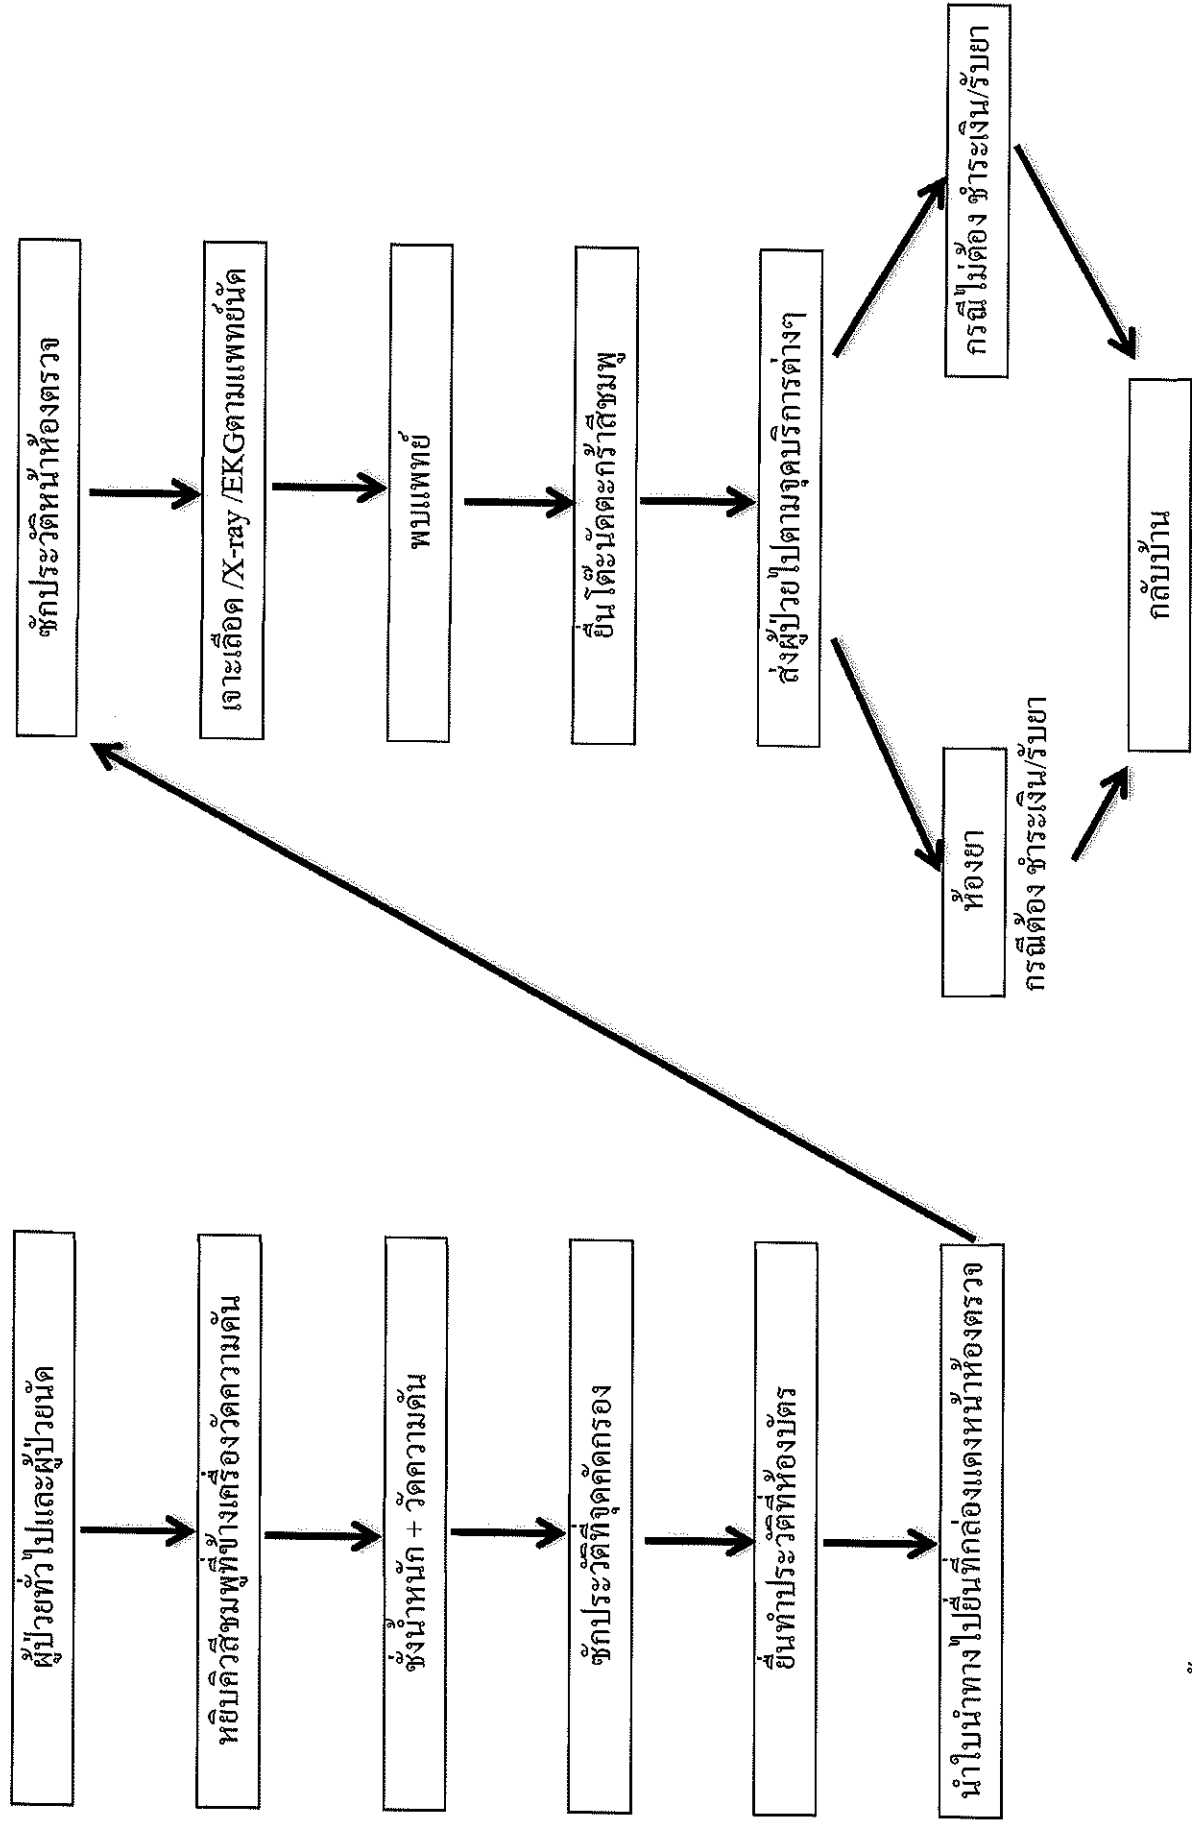 ผู้ป่วยทั่วไปและผู้ป่วยนัด
หยิบคิวสีชมพูที่ข้างเครื่องวัดความดัน
ชั่งน้ำหนัก + วัดความดัน
ซักประวัติที่จุดคัดกรอง
ยื่นทำประวัติที่ห้องบัตร
นำใบนำทางไปยื่นที่กล่องแดงหน้าห้องตรวจ
ซักประวัติหน้าห้องตรวจ
เจาะเลือด /X-ray /EKGตามแพทย์นัด
พบแพทย์
ยื่นโต๊ะนัดตะกร้าสีชมพู
ส่งผู้ป่วยไปตามจุดบริการต่างๆ
ห้องยา
กรณีต้อง ชำระเงิน/รับยา
กรณีไม่ต้อง ชำระเงิน/รับยา
กลับบ้าน